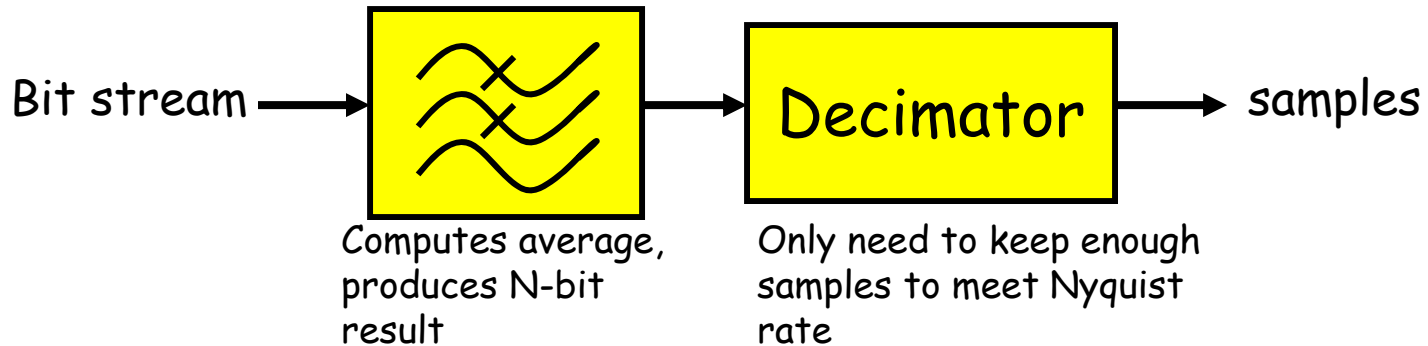 Bit stream
Decimator
samples
Computes average,
produces N-bit
result
Only need to keep enough
samples to meet Nyquist
rate